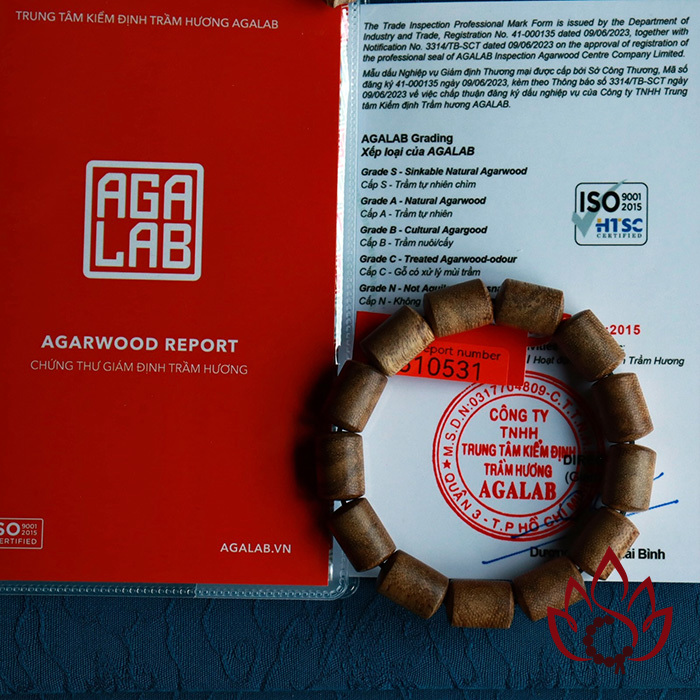 TRUNG TÂM KIỂM ĐỊNH TRẦM HƯƠNG AGALAB
AGA
LAB
AGARWOOD REPORT
CHỨNG THƯ GIÁM ĐỊNH TRẦM HƯƠNG
ISO 9001
2015
CERTIFIED
AGALAB.VN
The Trade Inspection Professional Mark Form is issued by the Department of
Industry and Trade, Registration No. 41-000135 dated 09/06/2023, together with
Notification No. 3314/TB-SCT dated 09/06/2023 on the approval of registration of
the professional seal of AGALAB Inspection Agarwood Centre Company Limited.
Mẫu dấu Nghiệp vụ Giám định Thương mại được cấp bởi Sở Công Thương, Mã số
đăng ký 41-000135 ngày 09/06/2023, kèm theo Thông báo số 3314/TB-SCT ngày
09/06/2023 về việc chấp thuận đăng ký dấu nghiệp vụ của Công ty TNHH Trung
tâm Kiểm định Trầm hương AGALAB.
AGALAB Grading
Xếp loại của AGALAB
Grade S - Sinkable Natural Agarwood
Cấp S - Trầm tự nhiên chìm
Grade A - Natural Agarwood
Cấp A - Trầm tự nhiên
Grade B - Cultural Agargood
Cấp B - Trầm nuôi/cấy
Grade C - Treated Agarwood-odour
Cấp C - Gỗ có xử lý mùi trầm
Grade N - Not
Cấp N - Không
ISO 9001
2015
HTSC
CERTIFIED
:2015
/ Hoạt Trầm Hương
report number
510531
M.S.D.N:0317704809-C.T.T.N
CÔNG TY
TNHH
TRUNG TÂM KIỂM ĐỊNH
TRẦM HƯƠNG
AGALAB
QUẬN 3 - T.P HỒ CHÍ
Thái Bình